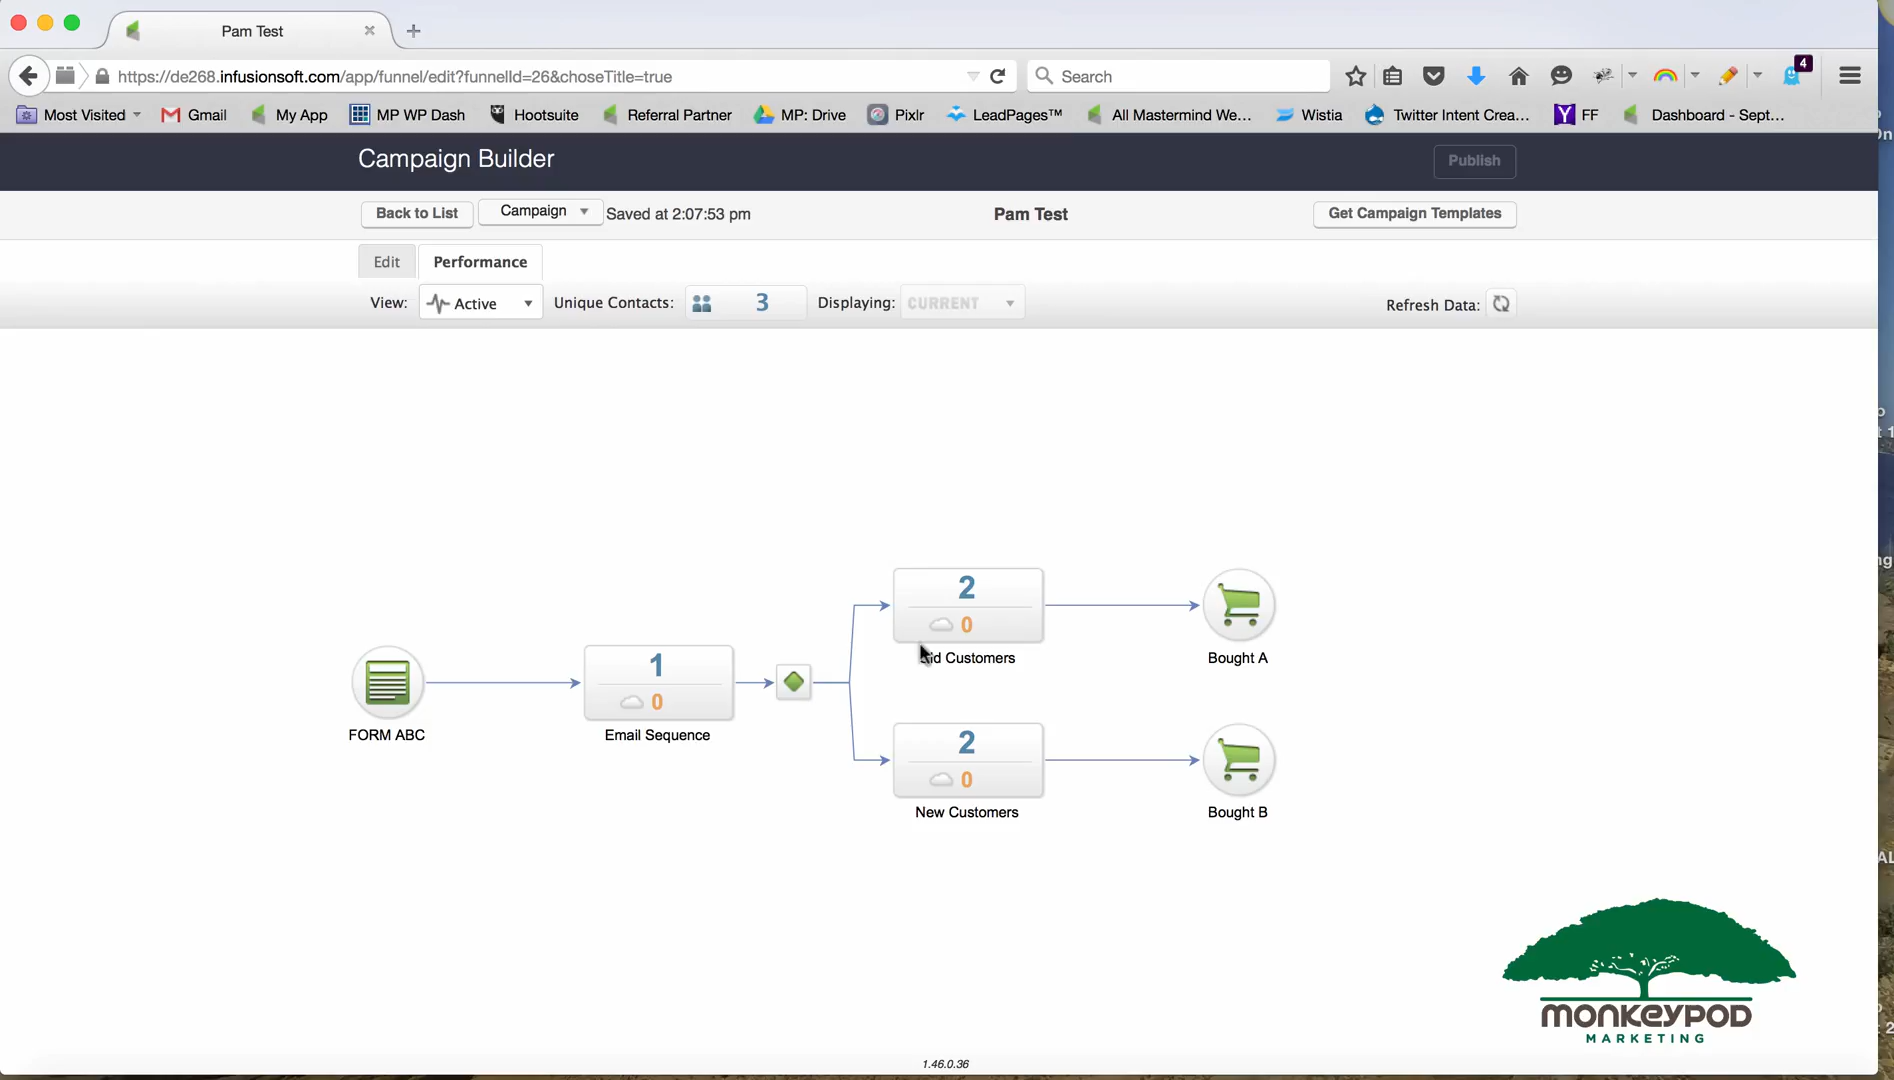 Pam Test
https://de268.infusionsoft.com/app/funnel/edit?funnelId=26&choseTitle=true
Search
4
Most Visited
Gmail
My App
MP WP Dash
Hootsuite
Referral Partner
MP: Drive
Pixlr
LeadPages™
All Mastermind We...
Wistia
Twitter Intent Crea...
FF
Dashboard - Sept...
Campaign Builder
Publish
Back to List
Campaign
Saved at 2:07:53 pm
Pam Test
Get Campaign Templates
Edit
Performance
View:
Active
Unique Contacts:
3
Displaying:
CURRENT
Refresh Data:
2
0
Customers
Bought A
1
0
FORM ABC
Email Sequence
2
0
New Customers
Bought B
MONKEYPOD
MARKETING
1.46.0.36